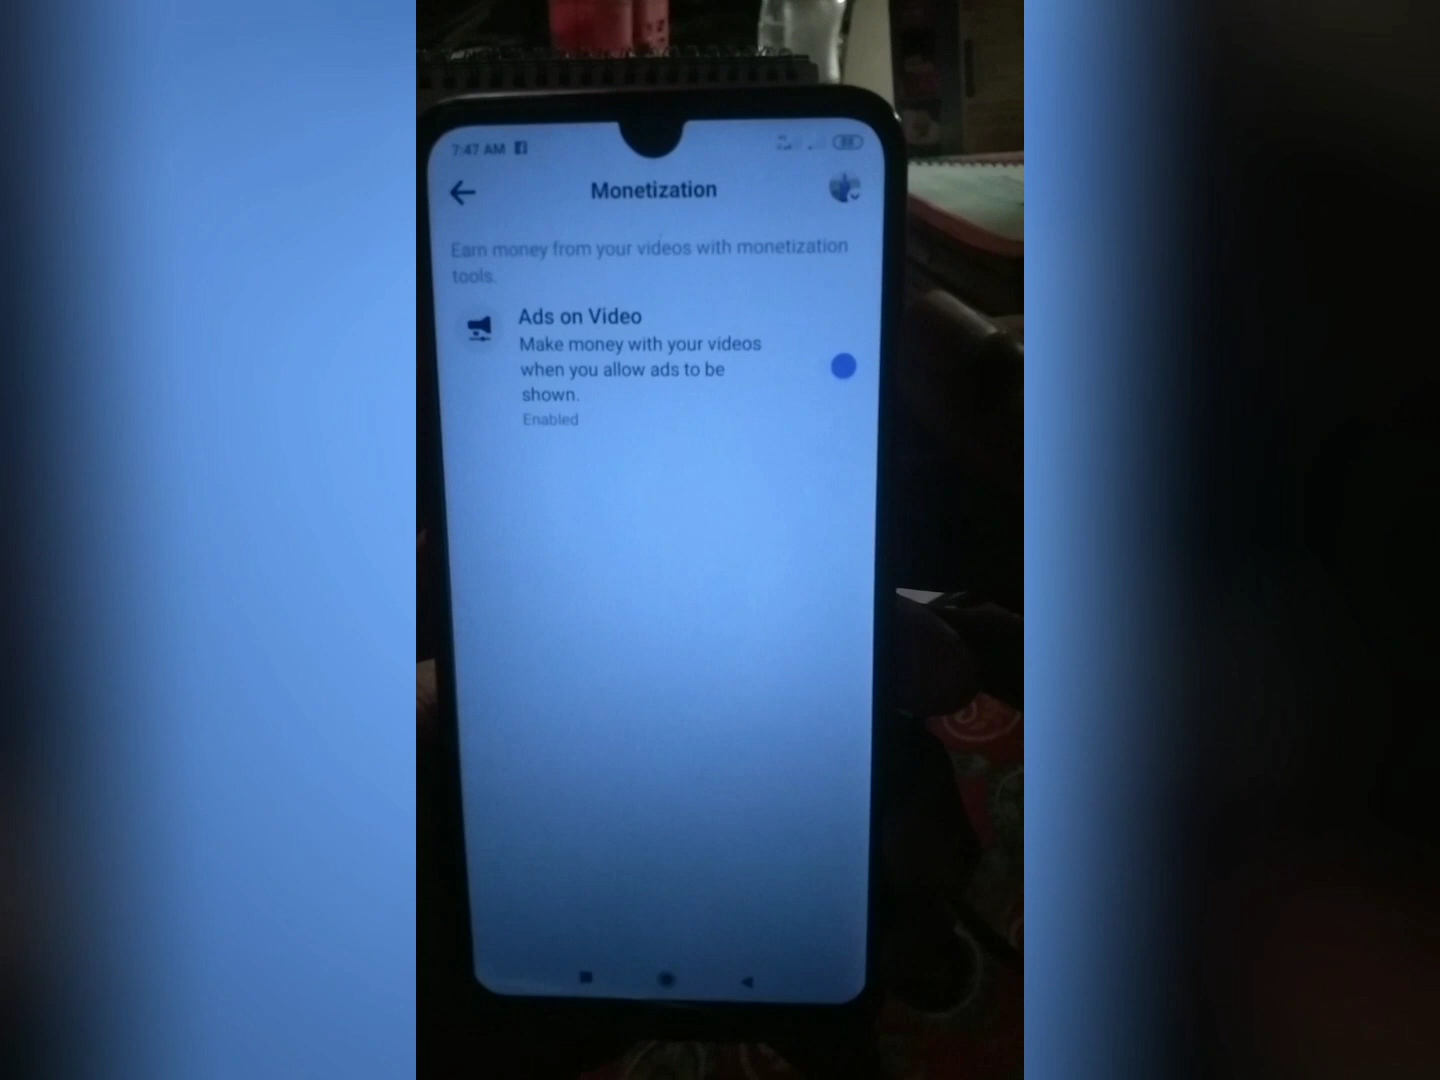 7:47 AM
Monetization
Earn money from your videos with monetization
tools.
Ads on Video
Make money with your videos
when you allow ads to be
shown.
Enabled